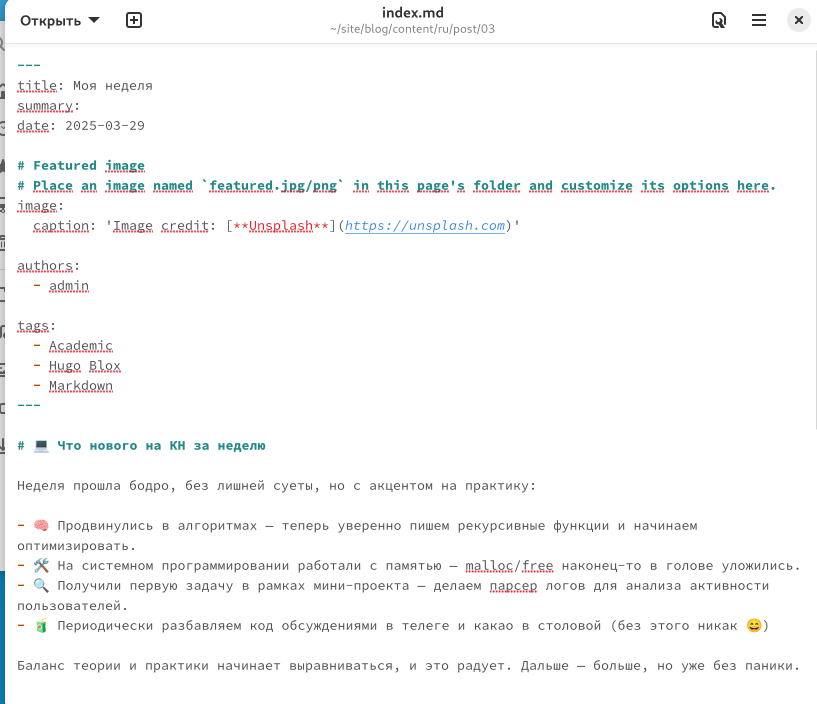 Открыть
index.md
~/site/blog/content/ru/post/03
---
title: Моя неделя
summary:
date: 2025-03-29
# Featured image
# Place an image named `featured.jpg/png` in this page's folder and customize its options here.
image:
caption: 'Image credit: [**Unsplash**](https://unsplash.com)'
authors:
- admin
tags:
- Academic
- Hugo Blox
- Markdown
---
# 💻 Что нового на КН за неделю
Неделя прошла бодро, без лишней суеты, но с акцентом на практику:
- 🧠 Продвинулись в алгоритмах — теперь уверенно пишем рекурсивные функции и начинаем
оптимизировать.
- 🛠️ На системном программировании работали с памятью — malloc/free наконец-то в голове уложились.
- 🔍 Получили первую задачу в рамках мини-проекта — делаем парсер логов для анализа активности
пользователей.
- 🧃 Периодически разбавляем код обсуждениями в телеге и какао в столовой (без этого никак 😄)
Баланс теории и практики начинает выравниваться, и это радует. Дальше — больше, но уже без паники.